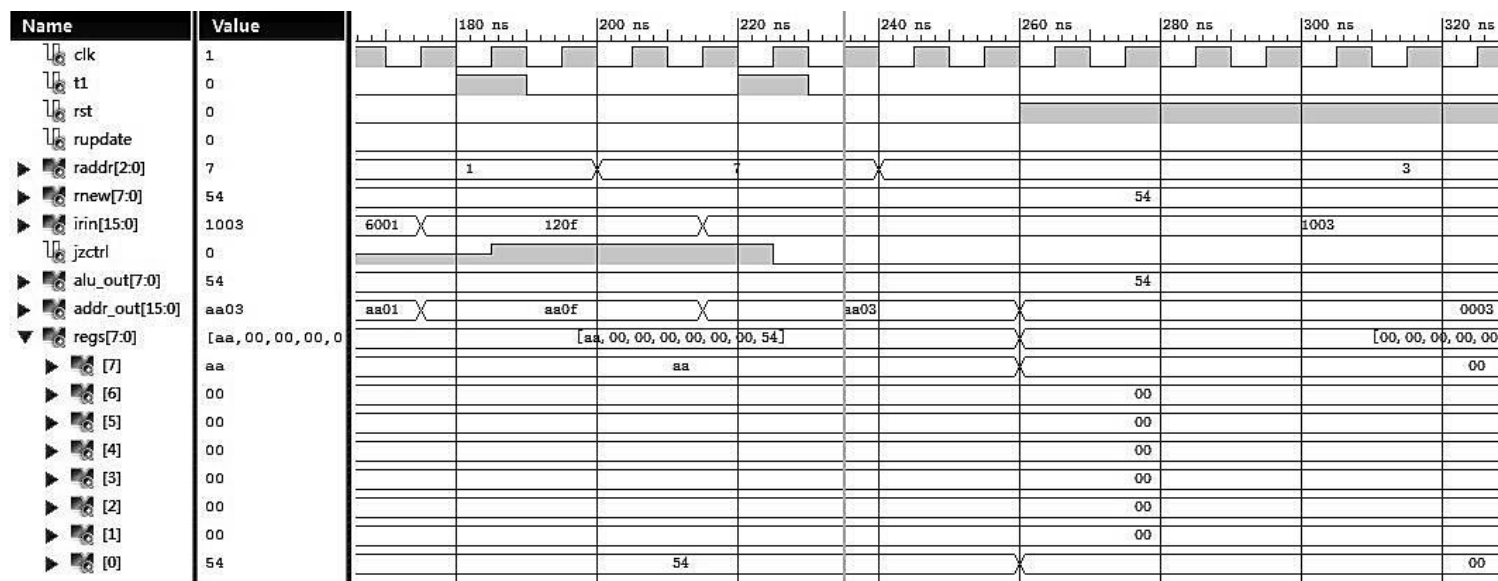 Name Value 180 ns 200 ns 220 ns 240 ns 260 ns 280 ns 300 ns 320 ns
clk 1
t1 0
rst 0
rupdate 0
raddr[2:0] 7 1 7 3
rnew[7:0] 54 54
irin[15:0] 1003 6001 120f 1003
jzctrl 0
alu_out[7:0] 54 54
addr_out[15:0] aa03 aa01 aa0f aa03 0003
regs[7:0] [aa,00,00,00,0 [aa,00,00,00,00,00,00,54] [00,00,00,00,00
[7] aa aa 00
[6] 00 00
[5] 00 00
[4] 00 00
[3] 00 00
[2] 00 00
[1] 00 00
[0] 54 54 00